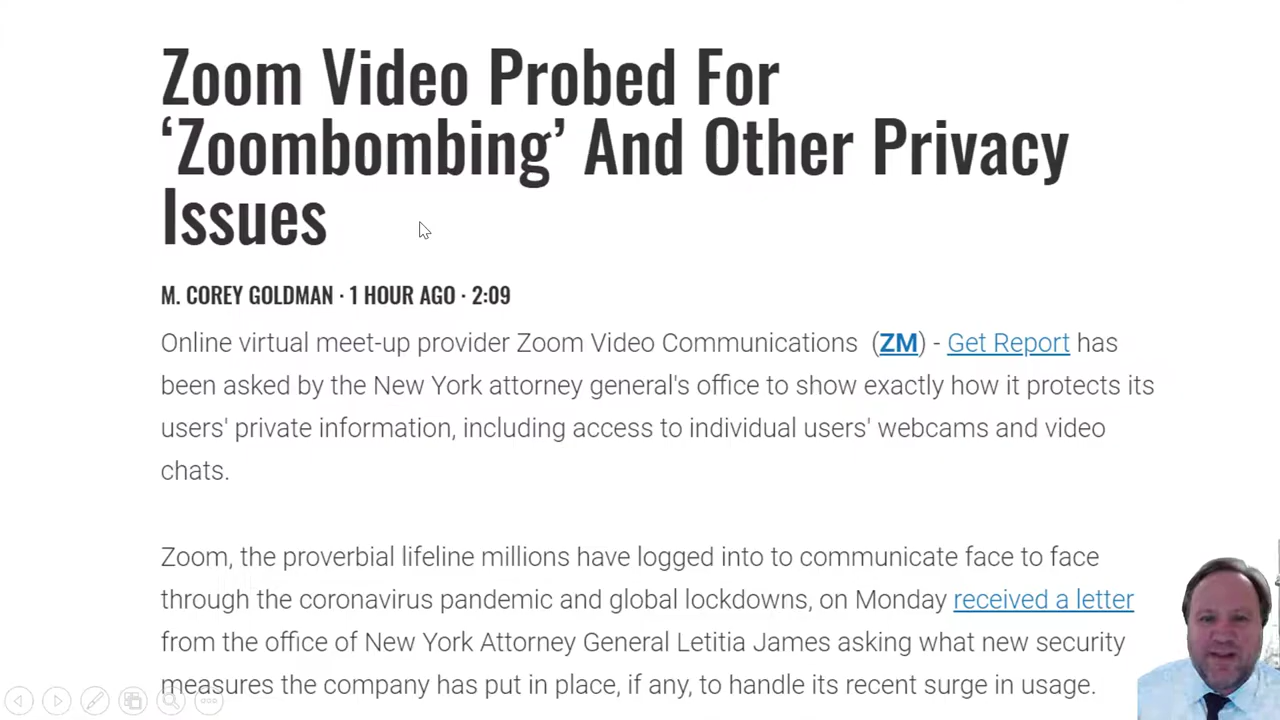 Zoom Video Probed For
‘Zoombombing’ And Other Privacy
Issues
M. COREY GOLDMAN · 1 HOUR AGO · 2:09
Online virtual meet-up provider Zoom Video Communications (ZM) - Get Report has
been asked by the New York attorney general's office to show exactly how it protects its
users' private information, including access to individual users' webcams and video
chats.
Zoom, the proverbial lifeline millions have logged into to communicate face to face
through the coronavirus pandemic and global lockdowns, on Monday received a letter
from the office of New York Attorney General Letitia James asking what new security
measures the company has put in place, if any, to handle its recent surge in usage.